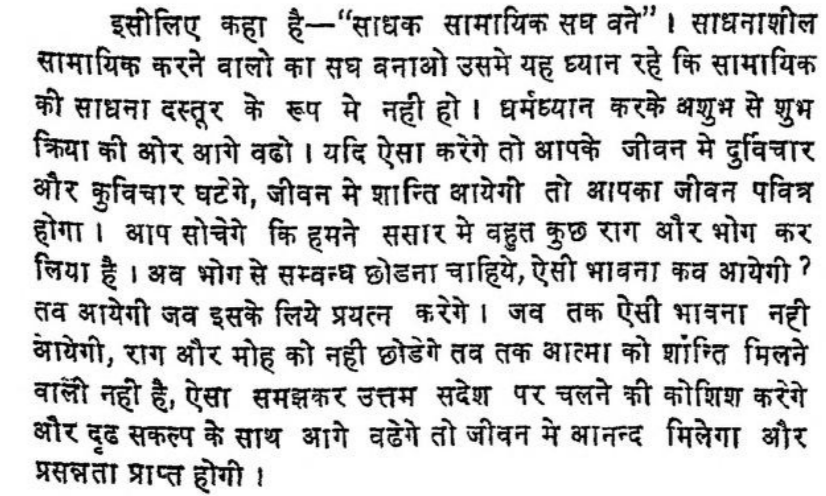 इसीलिए कहा है—“साधक सामायिक सघ वने” । साधनाशील
सामायिक करने वालो का सघ वनाओ उसमे यह ध्यान रहे कि सामायिक
की साधना दस्तूर के रूप मे नही हो । धर्मध्यान करके अशुभ से शुभ
क्रिया की ओर आगे वढो । यदि ऐसा करेंगे तो आपके जीवन मे दुर्विचार
और कुविचार घटेंगे, जीवन मे शान्ति आयेगी तो आपका जीवन पवित्र
होगा । आप सोचेगे कि हमने ससार मे वहुत कुछ राग और भोग कर
लिया है । अव भोग से सम्वन्ध छोडना चाहिये, ऐसी भावना कव आयेगी ?
तव आयेगी जव इसके लिये प्रयत्न करेगे । जव तक ऐसी भावना नही
आयेगी, राग और मोह को नही छोडेगे तव तक आत्मा को शान्ति मिलने
वाली नही है, ऐसा समझकर उत्तम सदेश पर चलने की कोशिश करेगे
और दृढ सकल्प के साथ आगे वढेगे तो जीवन मे आनन्द मिलेगा और
प्रसन्नता प्राप्त होगी ।